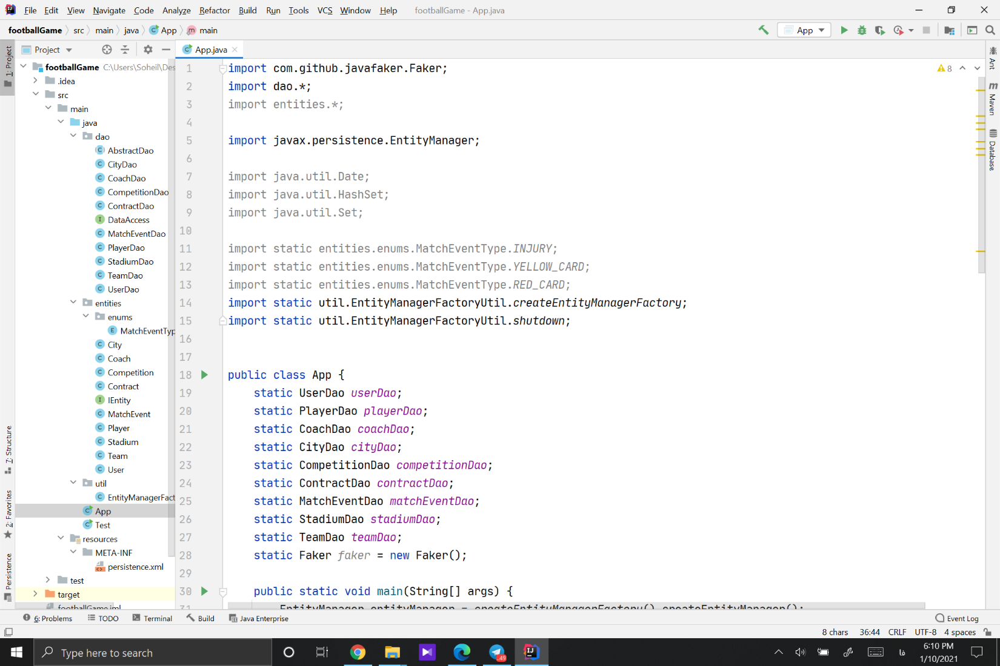 File Edit View Navigate Code Analyze Refactor Build Run Tools VCS Window Help footballGame - App.java
footballGame src main java App main App
1: Project
Project
App.java
footballGame C:\Users\Soheil\Des
.idea
src
main
java
dao
AbstractDao
CityDao
CoachDao
CompetitionDao
ContractDao
DataAccess
MatchEventDao
PlayerDao
StadiumDao
TeamDao
UserDao
entities
enums
MatchEventTyp
City
Coach
Competition
Contract
IEntity
MatchEvent
Player
Stadium
Team
User
util
EntityManagerFact
App
Test
resources
META-INF
persistence.xml
test
target
footballGame.iml
7: Structure
2: Favorites
Persistence
1 import com.github.javafaker.Faker;
2 import dao.*;
3 import entities.*;
4
5 import javax.persistence.EntityManager;
6
7 import java.util.Date;
8 import java.util.HashSet;
9 import java.util.Set;
10
11 import static entities.enums.MatchEventType.INJURY;
12 import static entities.enums.MatchEventType.YELLOW_CARD;
13 import static entities.enums.MatchEventType.RED_CARD;
14 import static util.EntityManagerFactoryUtil.createEntityManagerFactory;
15 import static util.EntityManagerFactoryUtil.shutdown;
16
17
18 public class App {
19 static UserDao userDao;
20 static PlayerDao playerDao;
21 static CoachDao coachDao;
22 static CityDao cityDao;
23 static CompetitionDao competitionDao;
24 static ContractDao contractDao;
25 static MatchEventDao matchEventDao;
26 static StadiumDao stadiumDao;
27 static TeamDao teamDao;
28 static Faker faker = new Faker();
29
30 public static void main(String[] args) {
31 EntityManager entityManager = createEntityManagerFactory().createEntityManager();
8
Ant
Maven
Database
6: Problems TODO Terminal Build Java Enterprise Event Log
8 chars 36:44 CRLF UTF-8 4 spaces
Type here to search
49
فا
6:10 PM
1/10/2021